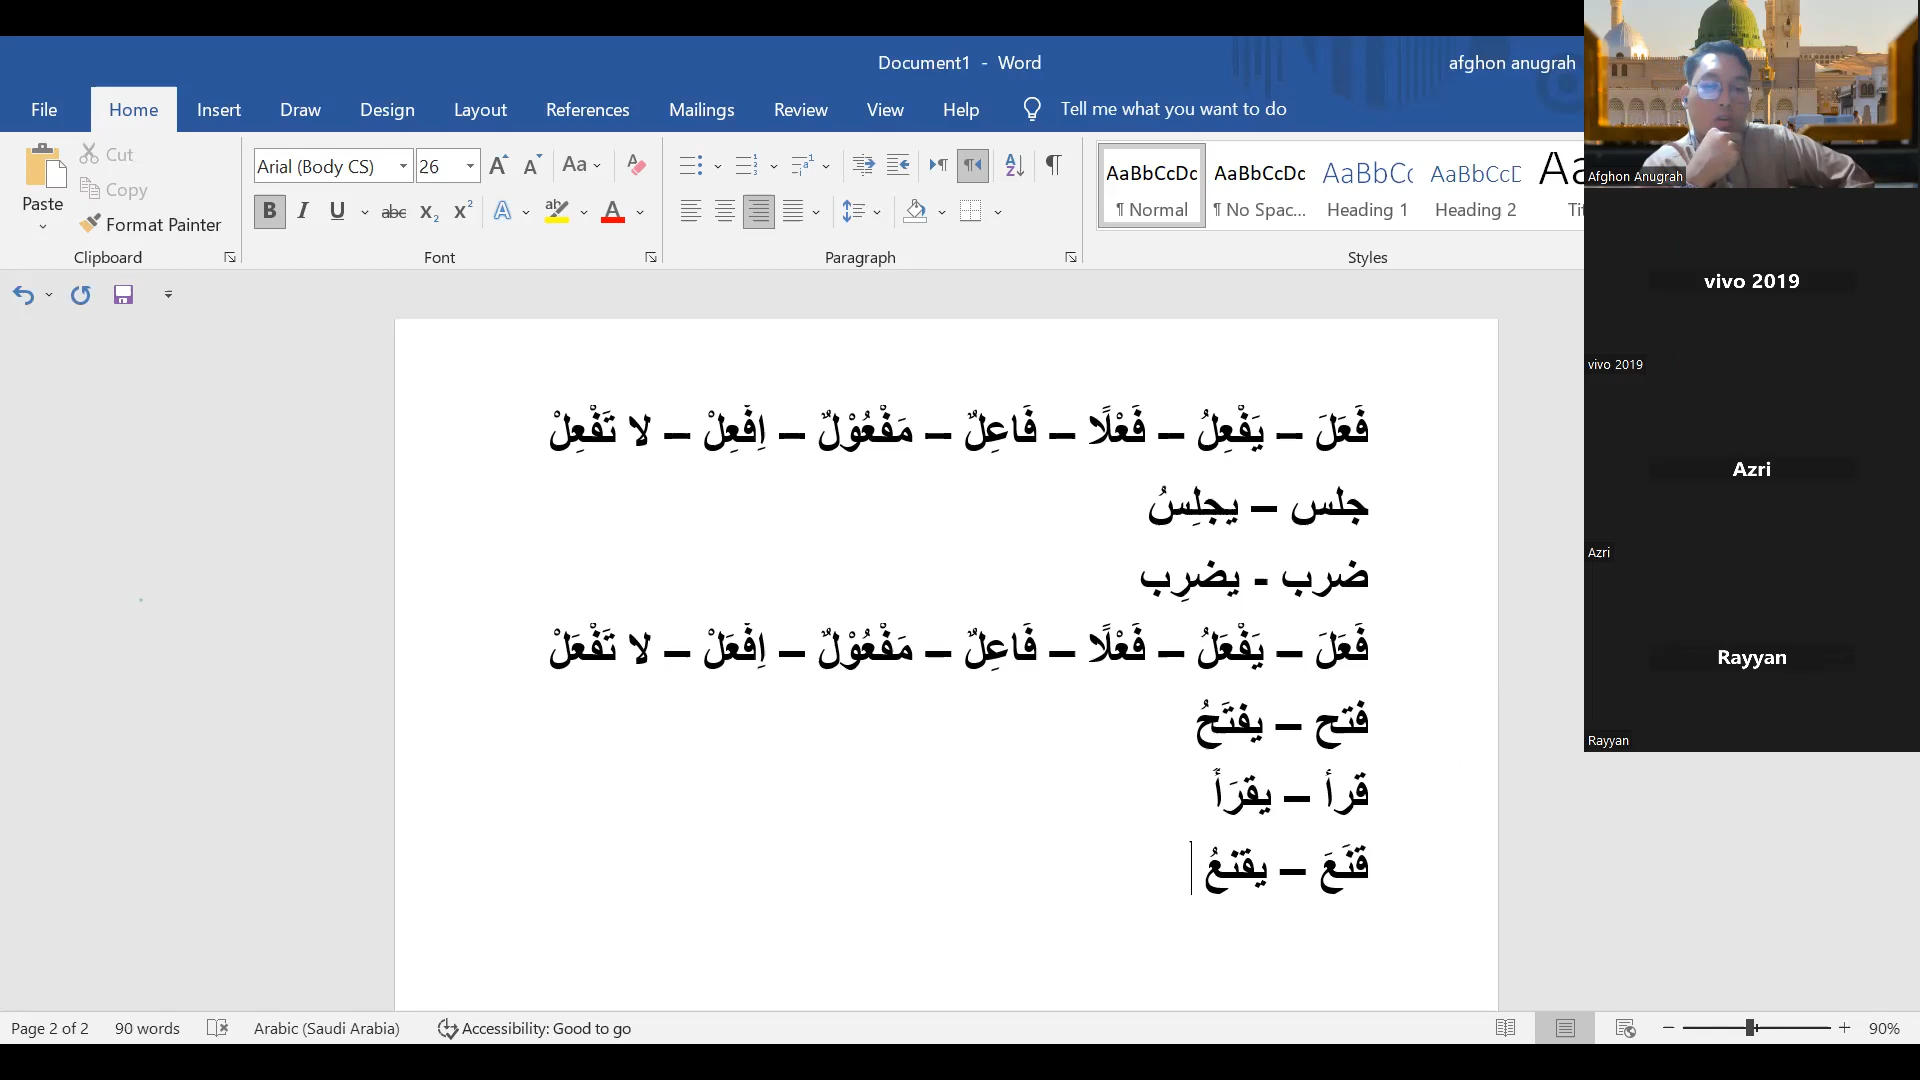 Document1 - Word
afghon anugrah
File Home Insert Draw Design Layout References Mailings Review View Help Tell me what you want to do
Paste
Cut
Copy
Format Painter
Clipboard
Arial (Body CS) 26
Font
Paragraph
AaBbCcDc AaBbCcDc AaBbCc AaBbCcD
¶ Normal ¶ No Spac... Heading 1 Heading 2
Styles
فَعَلَ – يَفْعِلُ – فَعْلًا – فَاعِلٌ – مَفْعُوْلٌ – اِفْعِلْ – لا تَفْعِلْ
جلس – يجلِسُ
ضرب - يضرِب
فَعَلَ – يَفْعَلُ – فَعْلًا – فَاعِلٌ – مَفْعُوْلٌ – اِفْعَلْ – لا تَفْعَلْ
فتح – يفتَحُ
قرأ – يقرَأُ
قنَعَ – يقنعُ
Afghon Anugrah
vivo 2019
vivo 2019
Azri
Azri
Rayyan
Rayyan
Page 2 of 2 90 words Arabic (Saudi Arabia) Accessibility: Good to go 90%